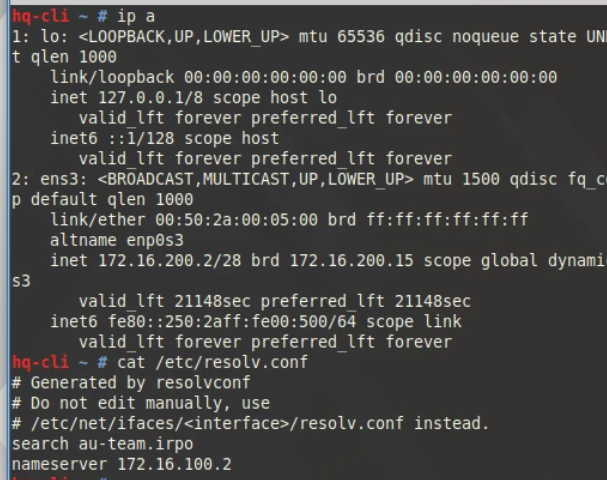 hq-cli ~ # ip a
1: lo: <LOOPBACK,UP,LOWER_UP> mtu 65536 qdisc noqueue state UN
t qlen 1000
    link/loopback 00:00:00:00:00:00 brd 00:00:00:00:00:00
    inet 127.0.0.1/8 scope host lo
       valid_lft forever preferred_lft forever
    inet6 ::1/128 scope host
       valid_lft forever preferred_lft forever
2: ens3: <BROADCAST,MULTICAST,UP,LOWER_UP> mtu 1500 qdisc fq_co
p default qlen 1000
    link/ether 00:50:2a:00:05:00 brd ff:ff:ff:ff:ff:ff
    altname enp0s3
    inet 172.16.200.2/28 brd 172.16.200.15 scope global dynami
s3
       valid_lft 21148sec preferred_lft 21148sec
    inet6 fe80::250:2aff:fe00:500/64 scope link
       valid_lft forever preferred_lft forever
hq-cli ~ # cat /etc/resolv.conf
# Generated by resolvconf
# Do not edit manually, use
# /etc/net/ifaces/<interface>/resolv.conf instead.
search au-team.irpo
nameserver 172.16.100.2